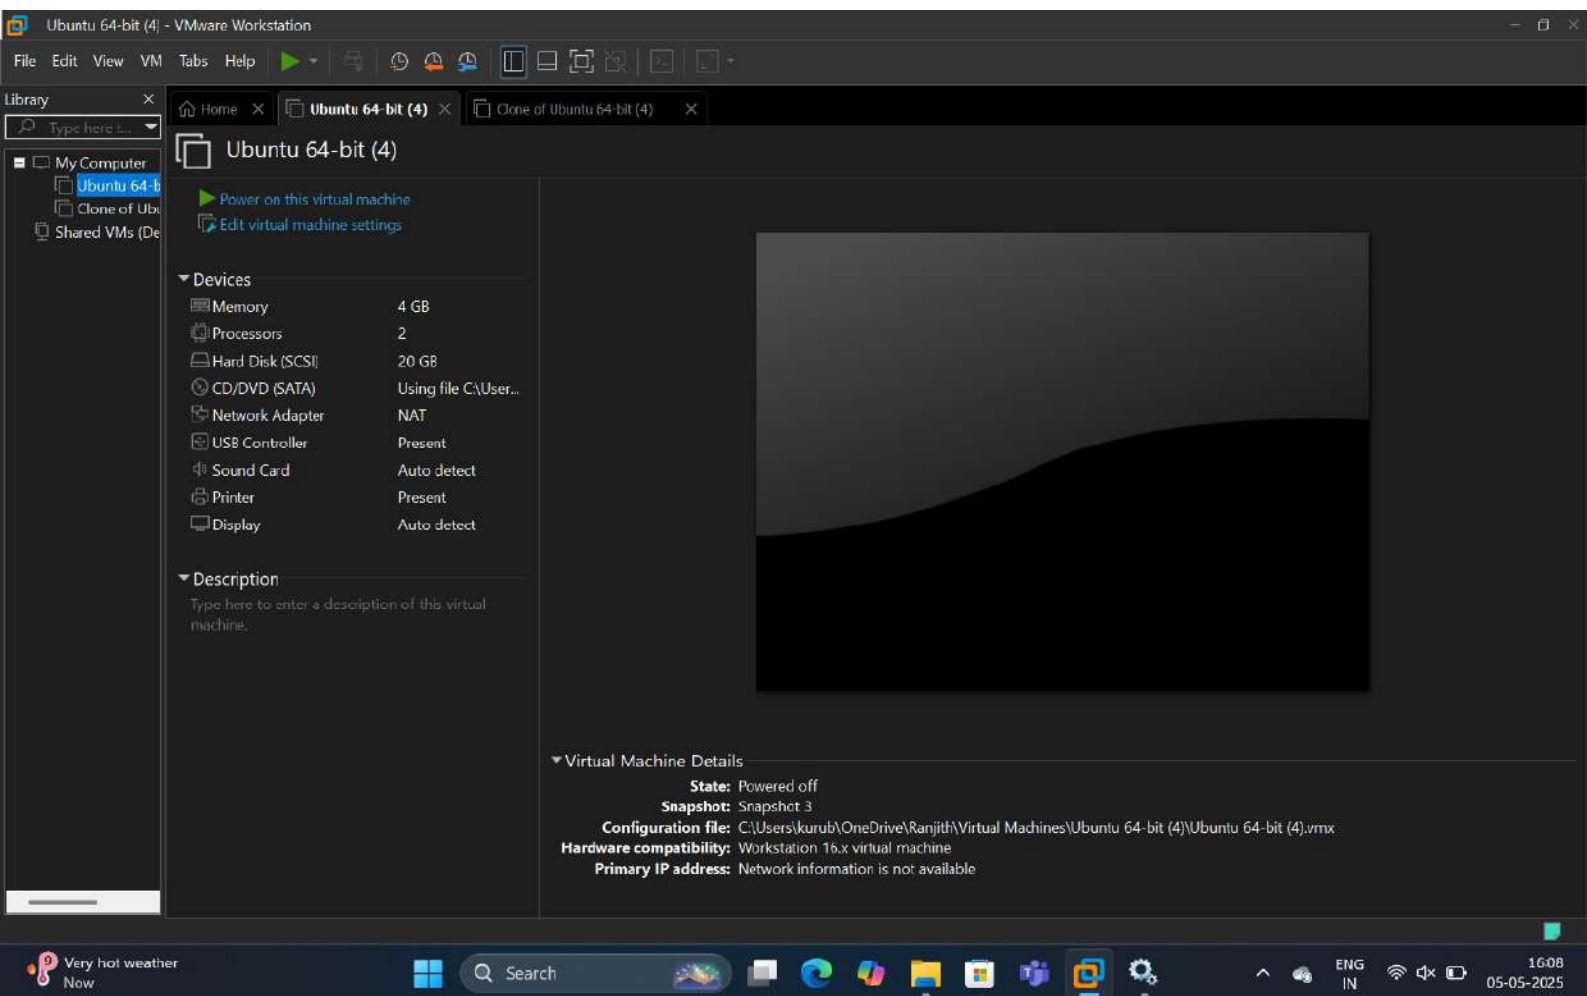 Ubuntu 64-bit (4) - VMware Workstation
File Edit View VM Tabs Help
Library
Type here t...
My Computer
Ubuntu 64-b
Clone of Ubu
Shared VMs (De
Home
Ubuntu 64-bit (4)
Clone of Ubuntu 64-bit (4)
Ubuntu 64-bit (4)
Power on this virtual machine
Edit virtual machine settings
Devices
Memory 4 GB
Processors 2
Hard Disk (SCSI) 20 GB
CD/DVD (SATA) Using file C:\User...
Network Adapter NAT
USB Controller Present
Sound Card Auto detect
Printer Present
Display Auto detect
Description
Type here to enter a description of this virtual
machine.
Virtual Machine Details
State: Powered off
Snapshot: Snapshot 3
Configuration file: C:\Users\kurub\OneDrive\Ranjith\Virtual Machines\Ubuntu 64-bit (4)\Ubuntu 64-bit (4).vmx
Hardware compatibility: Workstation 16.x virtual machine
Primary IP address: Network information is not available
9
Very hot weather
Now
Search
ENG
IN
16:08
05-05-2025